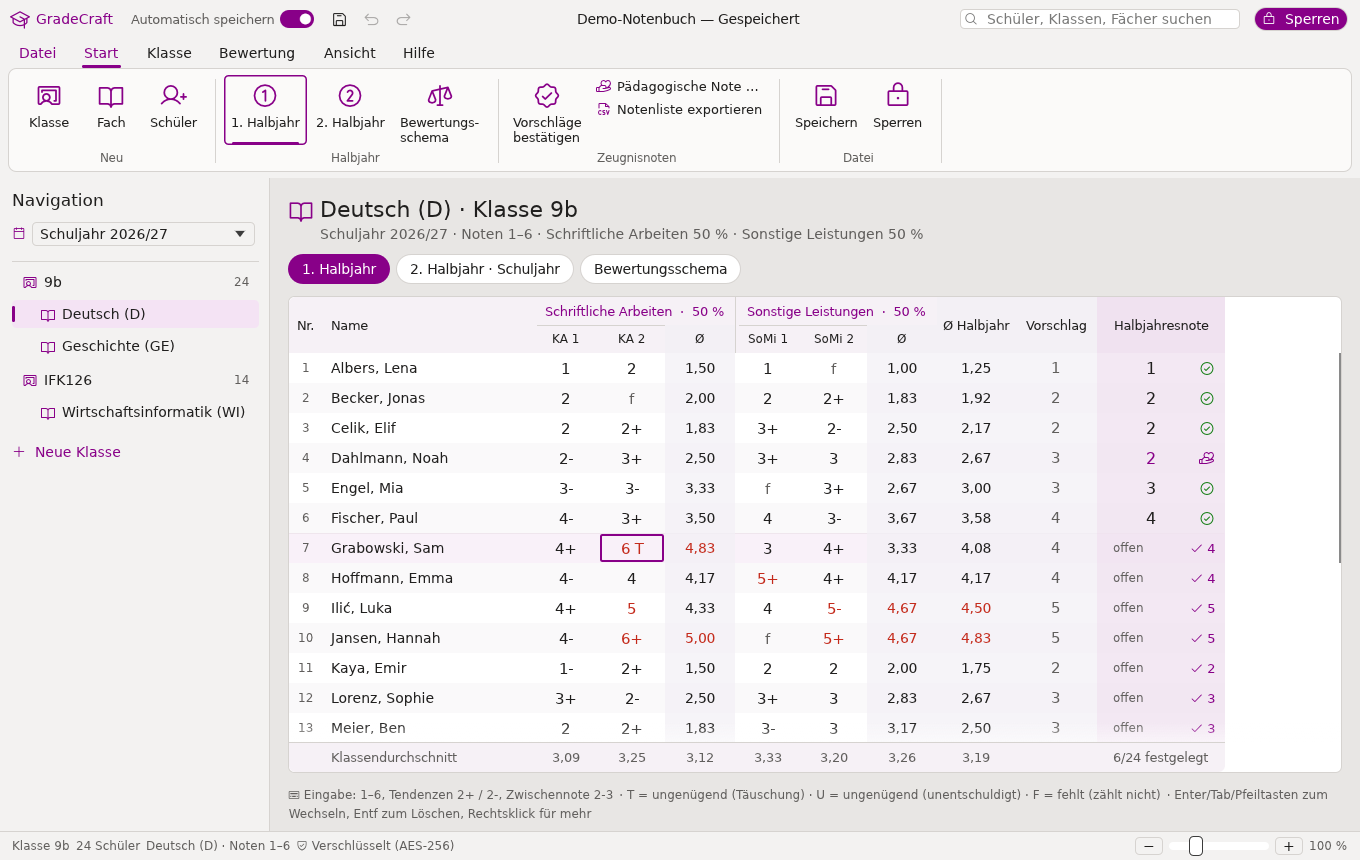 GradeCraft Automatisch speichern Demo-Notenbuch — Gespeichert Schüler, Klassen, Fächer suchen Sperren
Datei Start Klasse Bewertung Ansicht Hilfe
Klasse Fach Schüler
Neu
1 1. Halbjahr 2 2. Halbjahr Bewertungs-
schema
Halbjahr
Vorschläge
bestätigen
Pädagogische Note ...
CSV Notenliste exportieren
Zeugnisnoten
Speichern Sperren
Datei
Navigation
Schuljahr 2026/27
9b 24
Deutsch (D)
Geschichte (GE)
IFK126 14
Wirtschaftsinformatik (WI)
+ Neue Klasse
Deutsch (D) · Klasse 9b
Schuljahr 2026/27 · Noten 1–6 · Schriftliche Arbeiten 50 % · Sonstige Leistungen 50 %
1. Halbjahr 2. Halbjahr · Schuljahr Bewertungsschema
Schriftliche Arbeiten · 50 % Sonstige Leistungen · 50 %
Nr. Name Ø Halbjahr Vorschlag Halbjahresnote
KA 1 KA 2 Ø SoMi 1 SoMi 2 Ø
1 Albers, Lena 1 2 1,50 1 f 1,00 1,25 1 1
2 Becker, Jonas 2 f 2,00 2 2+ 1,83 1,92 2 2
3 Celik, Elif 2 2+ 1,83 3+ 2- 2,50 2,17 2 2
4 Dahlmann, Noah 2- 3+ 2,50 3+ 3 2,83 2,67 3 2
5 Engel, Mia 3- 3- 3,33 f 3+ 2,67 3,00 3 3
6 Fischer, Paul 4- 3+ 3,50 4 3- 3,67 3,58 4 4
7 Grabowski, Sam 4+ 6 T 4,83 3 4+ 3,33 4,08 4 offen ✓ 4
8 Hoffmann, Emma 4- 4 4,17 5+ 4+ 4,17 4,17 4 offen ✓ 4
9 Ilić, Luka 4+ 5 4,33 4 5- 4,67 4,50 5 offen ✓ 5
10 Jansen, Hannah 4- 6+ 5,00 f 5+ 4,67 4,83 5 offen ✓ 5
11 Kaya, Emir 1- 2+ 1,50 2 2 2,00 1,75 2 offen ✓ 2
12 Lorenz, Sophie 3+ 2- 2,50 3+ 3 2,83 2,67 3 offen ✓ 3
13 Meier, Ben 2 2+ 1,83 3- 3 3,17 2,50 3 offen ✓ 3
Klassendurchschnitt 3,09 3,25 3,12 3,33 3,20 3,26 3,19 6/24 festgelegt
Eingabe: 1–6, Tendenzen 2+ / 2-, Zwischennote 2-3 · T = ungenügend (Täuschung) · U = ungenügend (unentschuldigt) · F = fehlt (zählt nicht) · Enter/Tab/Pfeiltasten zum
Wechseln, Entf zum Löschen, Rechtsklick für mehr
Klasse 9b 24 Schüler Deutsch (D) · Noten 1–6 Verschlüsselt (AES-256) − + 100 %